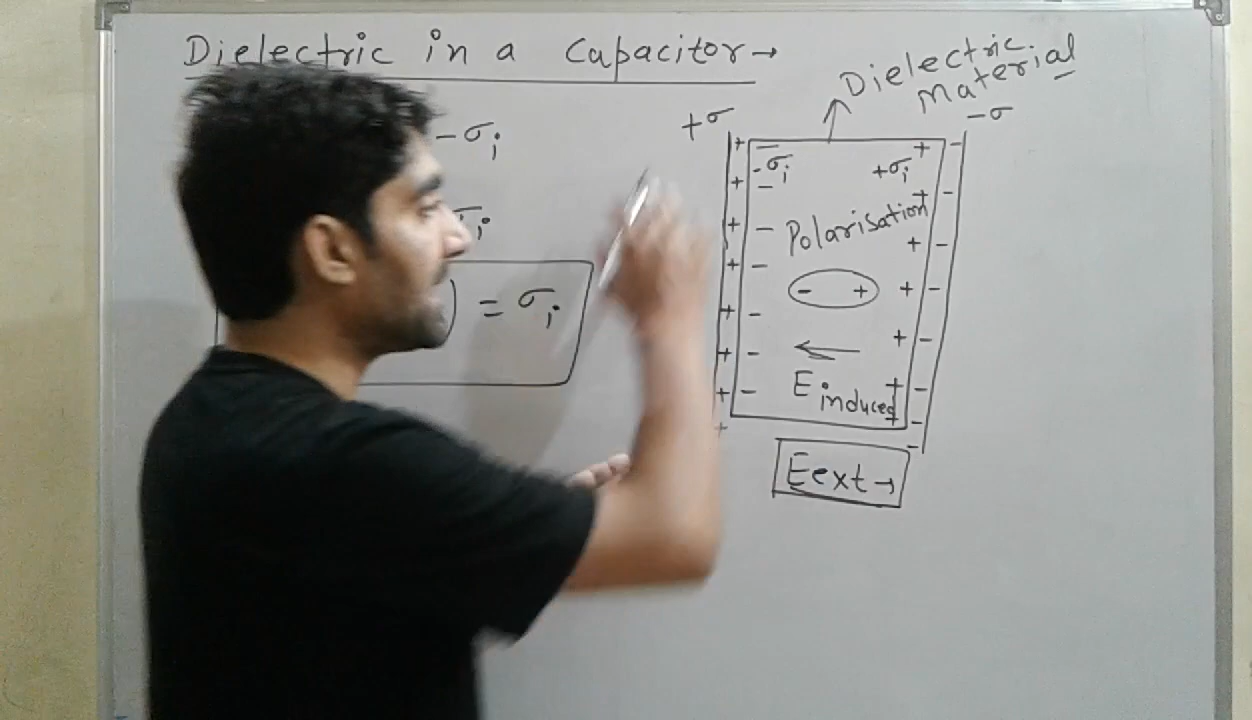 Dielectric in a Capacitor→
Dielectric
Material
-σi
+σ
-σ
-σi
+σi
Polarisation
) = σi
- +
←
E induced
Eext→